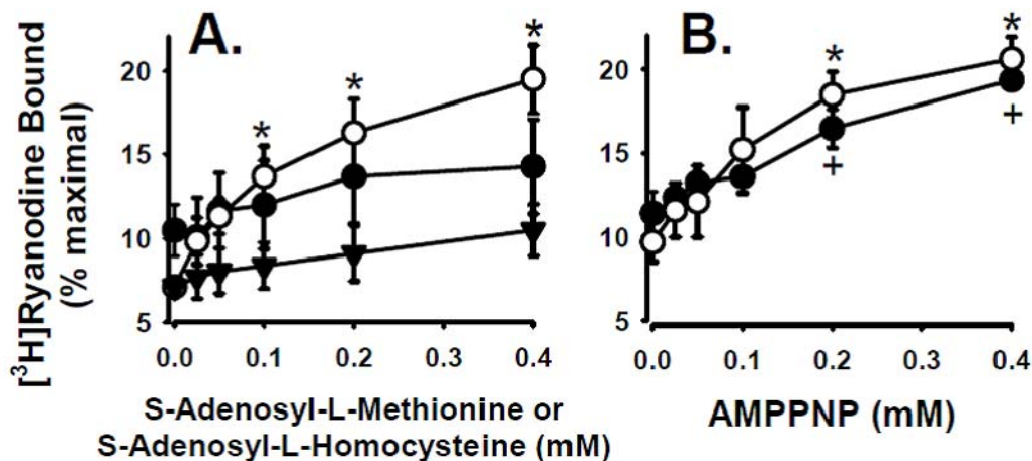 A.
B.
[³H]Ryanodine Bound
(% maximal)
20
15
10
5
* * *
0.0 0.1 0.2 0.3 0.4
S-Adenosyl-L-Methionine or
S-Adenosyl-L-Homocysteine (mM)
20
15
10
5
* *
+ +
0.0 0.1 0.2 0.3 0.4
AMPPNP (mM)